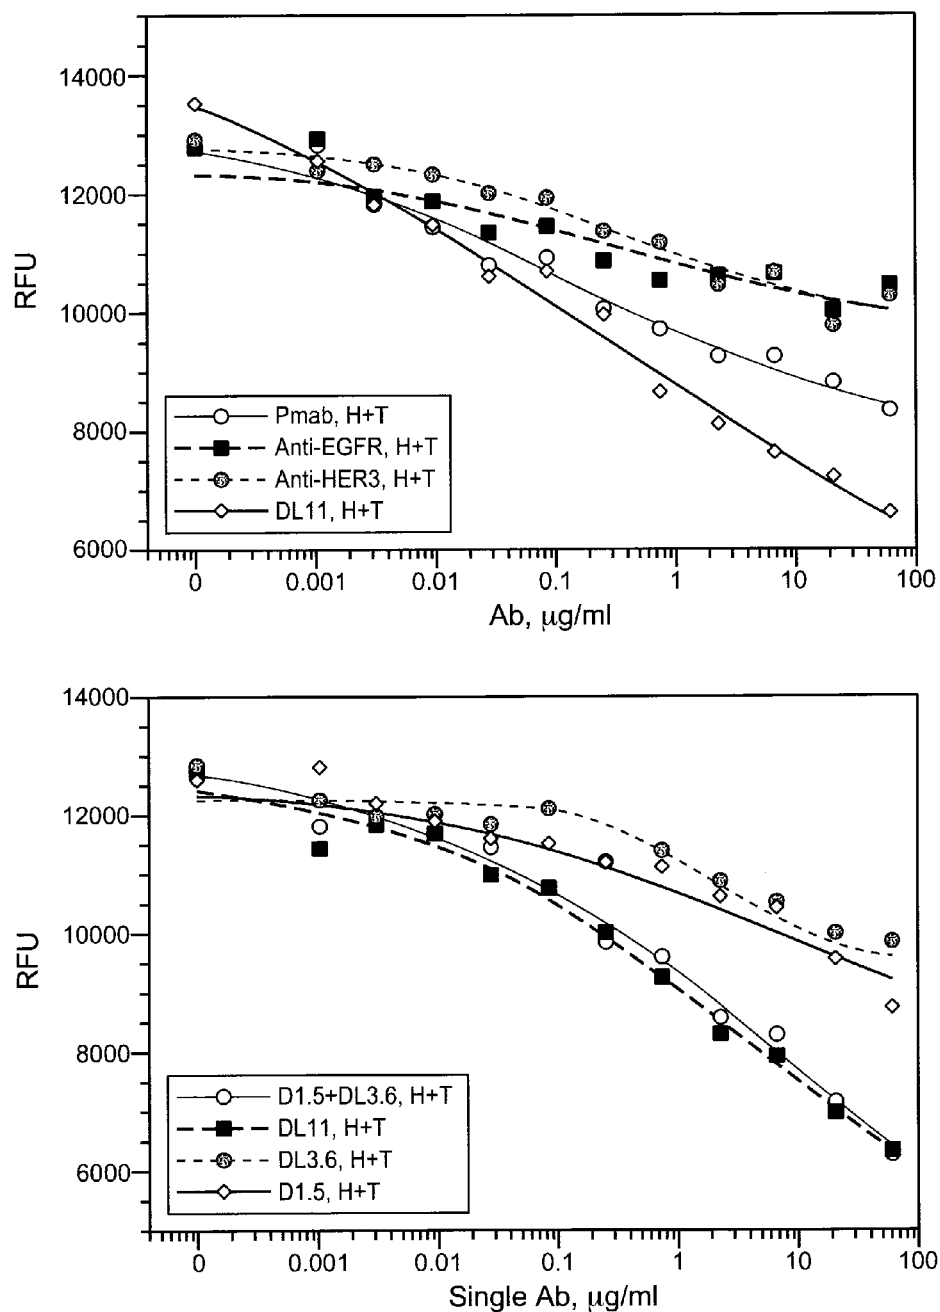 14000
12000
10000
8000
6000
RFU
Pmab, H+T
Anti-EGFR, H+T
Anti-HER3, H+T
DL11, H+T
0 0.001 0.01 0.1 1 10 100
Ab, µg/ml
14000
12000
10000
8000
6000
RFU
D1.5+DL3.6, H+T
DL11, H+T
DL3.6, H+T
D1.5, H+T
0 0.001 0.01 0.1 1 10 100
Single Ab, µg/ml